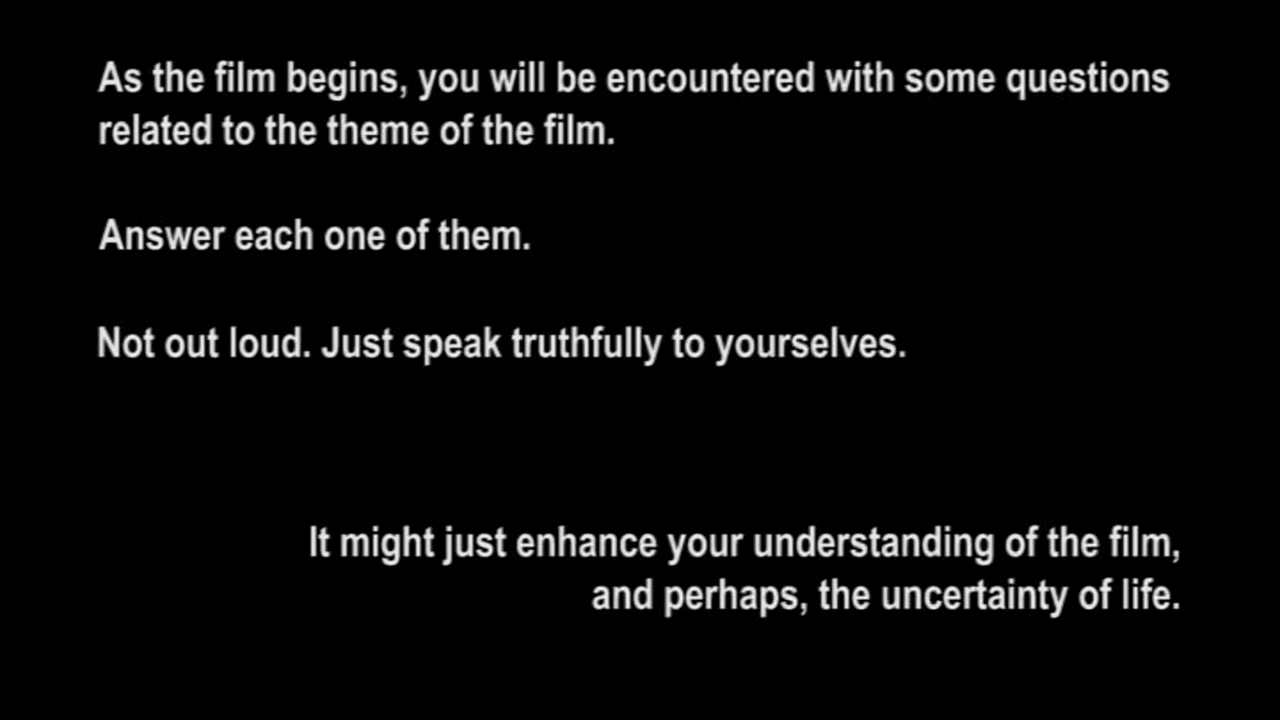 As the film begins, you will be encountered with some questions
related to the theme of the film.
Answer each one of them.
Not out loud. Just speak truthfully to yourselves.
It might just enhance your understanding of the film,
and perhaps, the uncertainty of life.